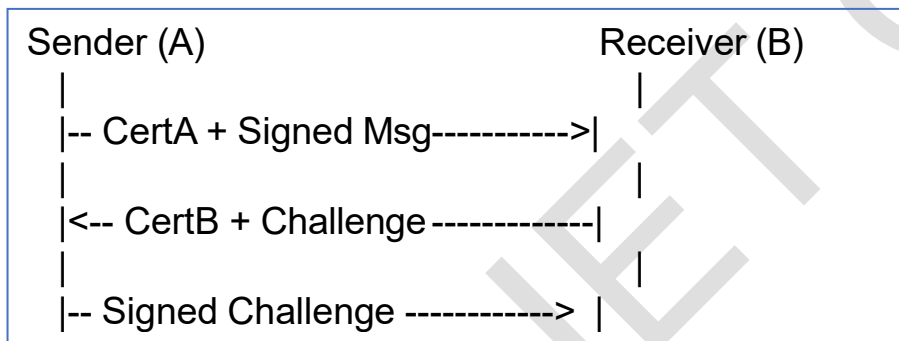 Sender (A) Receiver (B)
| |
|-- CertA + Signed Msg----------->|
| |
|<-- CertB + Challenge -------------|
| |
|-- Signed Challenge ------------> |